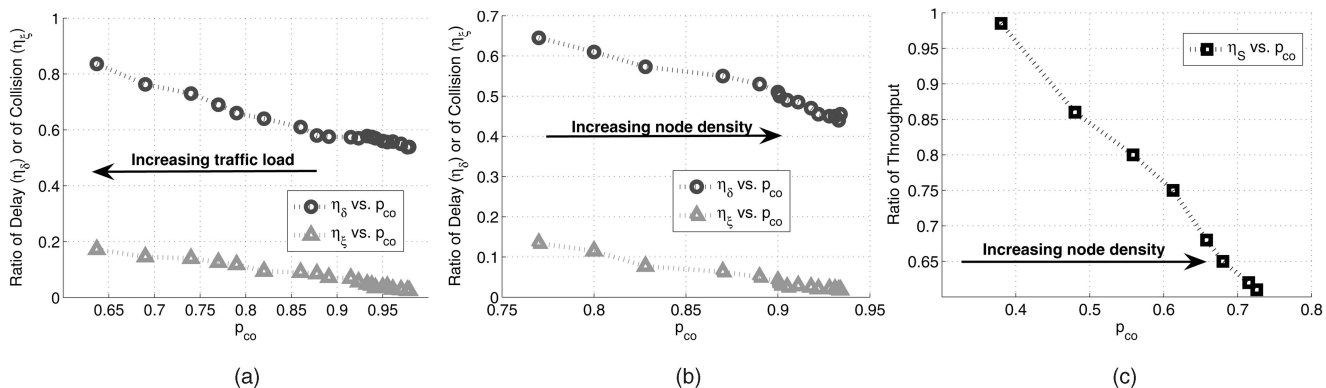 Ratio of Delay (η_δ) or of Collision (η_ξ)
1
0.8
0.6
0.4
0.2
0
Increasing traffic load
η_δ vs. p_co
η_ξ vs. p_co
0.65 0.7 0.75 0.8 0.85 0.9 0.95
p_co
(a)
Ratio of Delay (η_δ) or of Collision (η_ξ)
0.7
0.6
0.5
0.4
0.3
0.2
0.1
0
Increasing node density
η_δ vs. p_co
η_ξ vs. p_co
0.75 0.8 0.85 0.9 0.95
p_co
(b)
Ratio of Throughput
1
0.95
0.85
0.8
0.75
0.65
η_S vs. p_co
Increasing node density
0.4 0.5 0.6 0.7 0.8
p_co
(c)